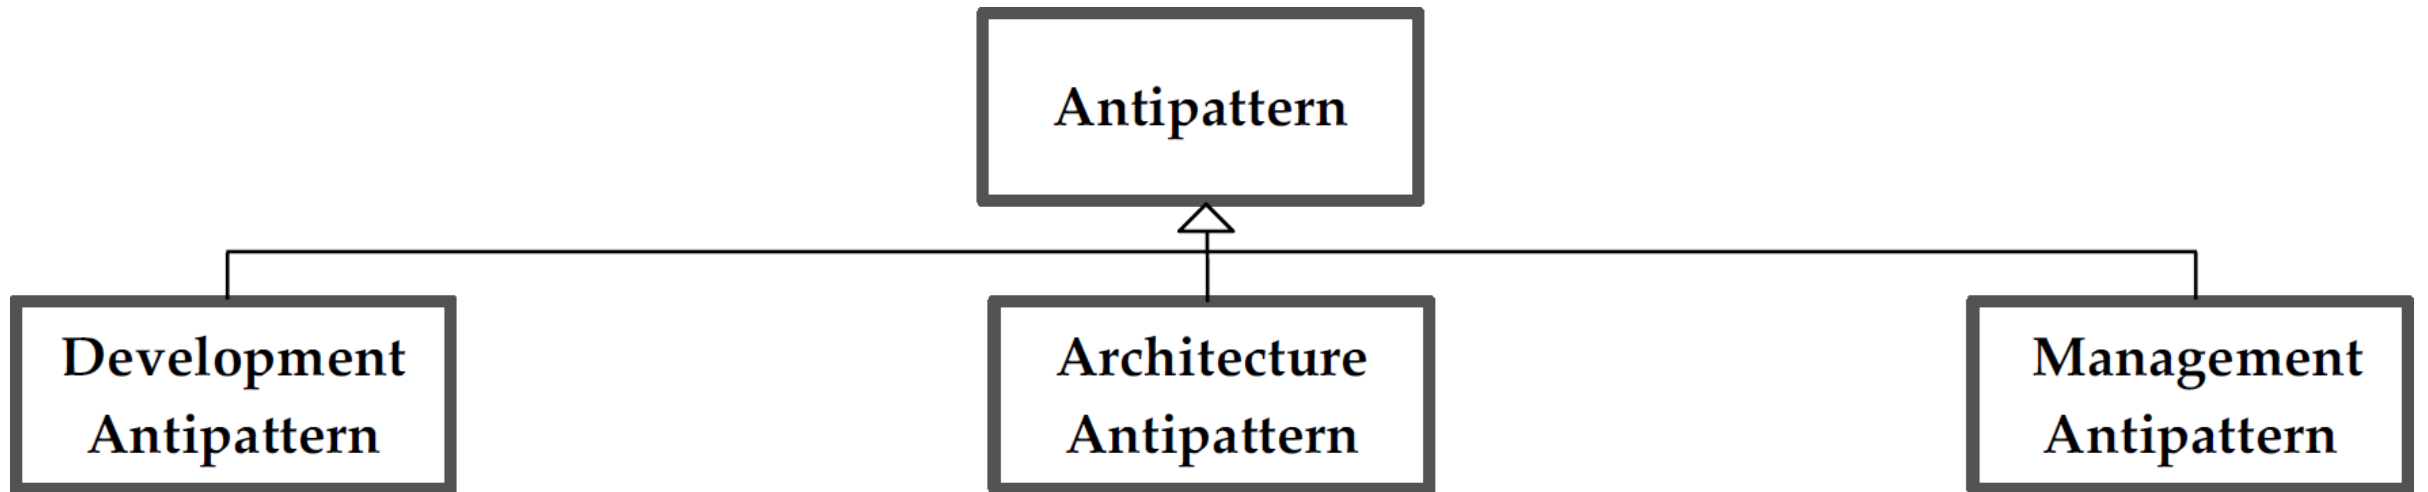 Antipattern
Development
Antipattern
Architecture
Antipattern
Management
Antipattern